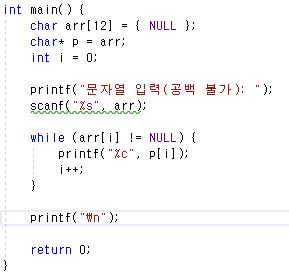 int main() {
char arr[12] = { NULL };
char* p = arr;
int i = 0;
printf("문자열 입력(공백 불가): ");
scanf("%s", arr);
while (arr[i] != NULL) {
printf("%c", p[i]);
i++;
}
printf("₩n");
return 0;
}